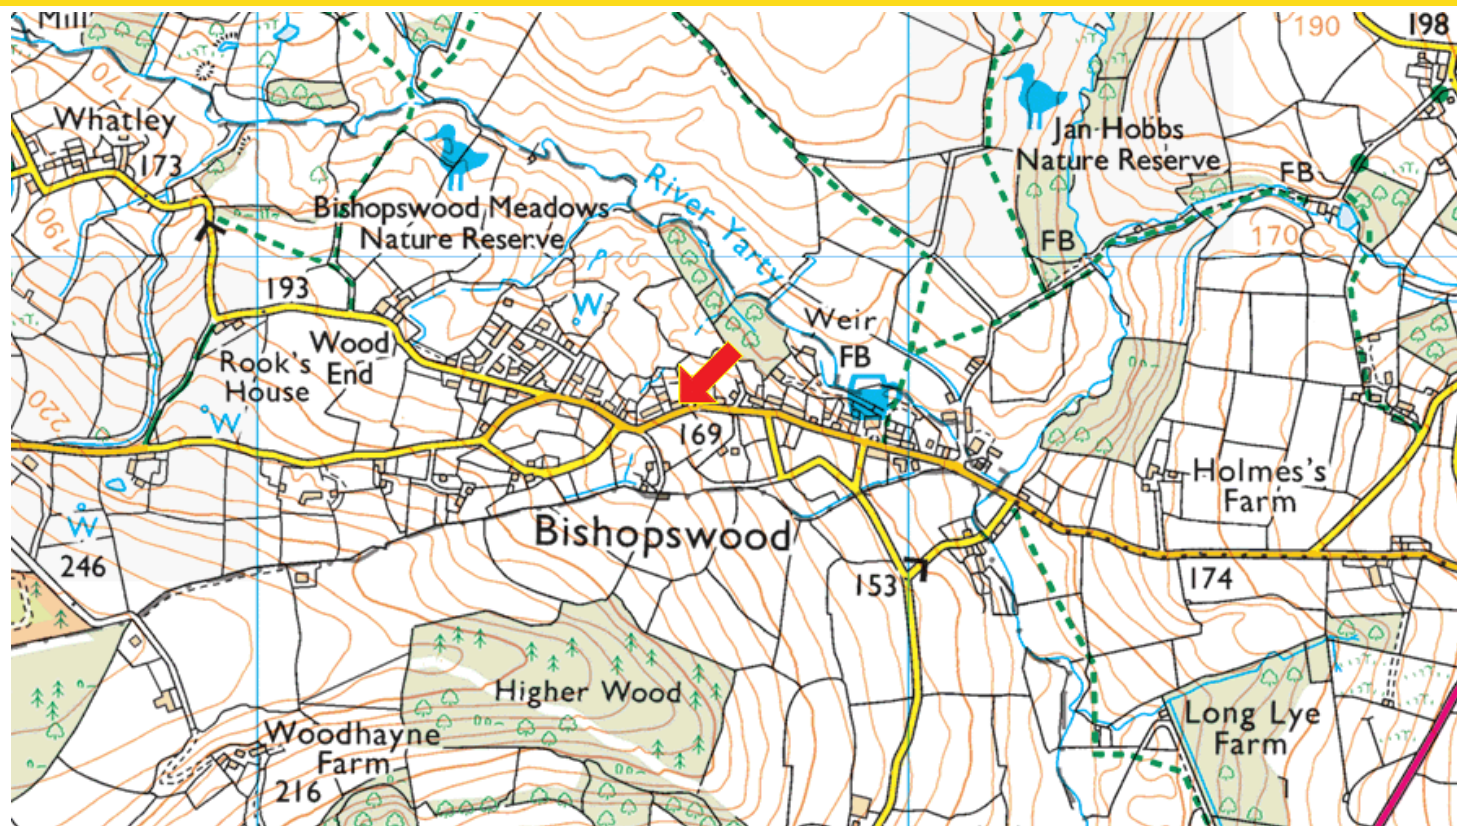 Mill
190
198
170
Whatley
173
Jan Hobbs
Nature Reserve
FB
River Yarty
Bishopswood Meadows
Nature Reserve
190
FB
170
193
W
Weir
FB
Wood
End
Rook's
House
220
W
169
Holmes's
Farm
W
Bishopswood
246
153
174
Higher Wood
Long Lye
Farm
Woodhayne
Farm
216